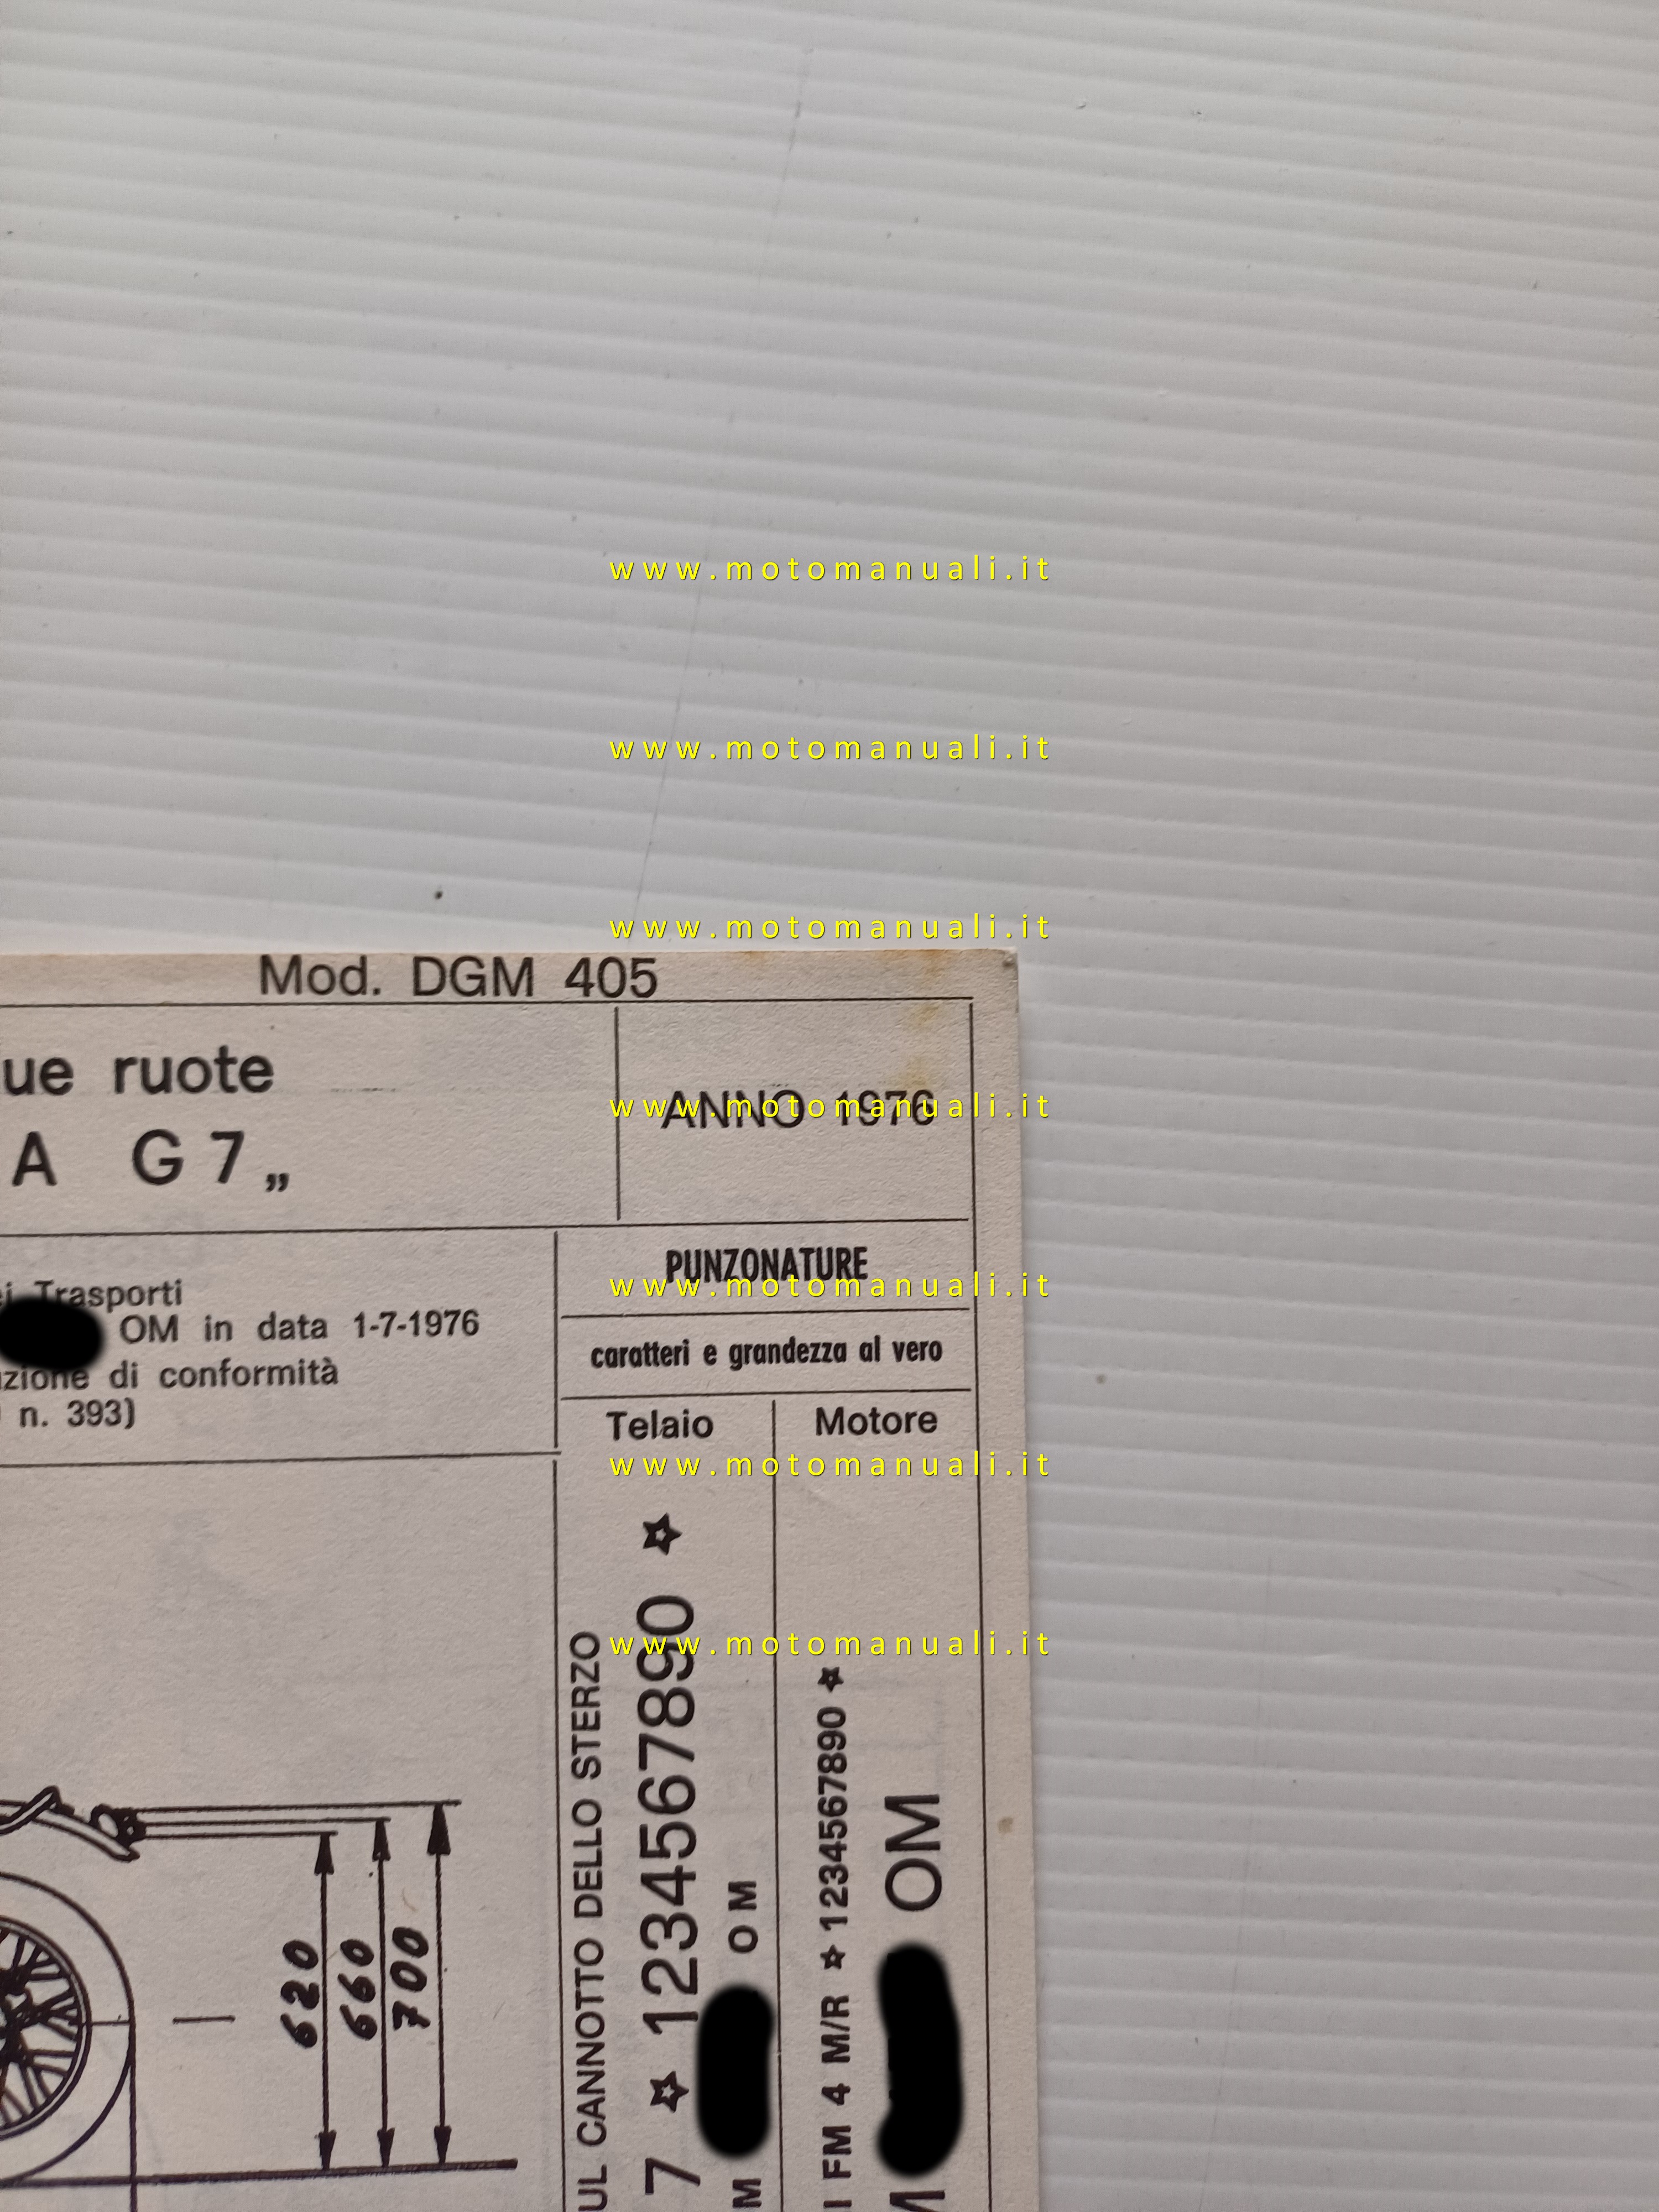 www.motomanuali.it
www.motomanuali.it
www.motomanuali.it
Mod. DGM 405
ue ruote
ANNO 1976
www.motomanuali.it
A G7„
PUNZONATURE
www.motomanuali.it
Trasporti
OM in data 1-7-1976
caratteri e grandezza al vero
zione di conformità
n. 393)
Telaio
Motore
www.motomanuali.it
www.motomanuali.it
UL CANNOTTO DELLO STERZO
7 ☆ 1234567890 ☆
M OM
I FM 4 M/R ☆ 1234567890 ☆
M OM
620
660
700